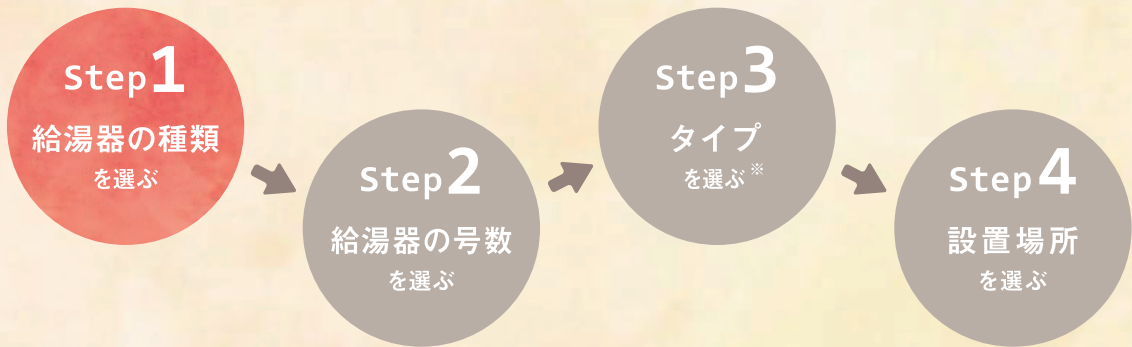 Step1
給湯器の種類
を選ぶ
Step2
給湯器の号数
を選ぶ
Step3
タイプ
を選ぶ※
Step4
設置場所
を選ぶ